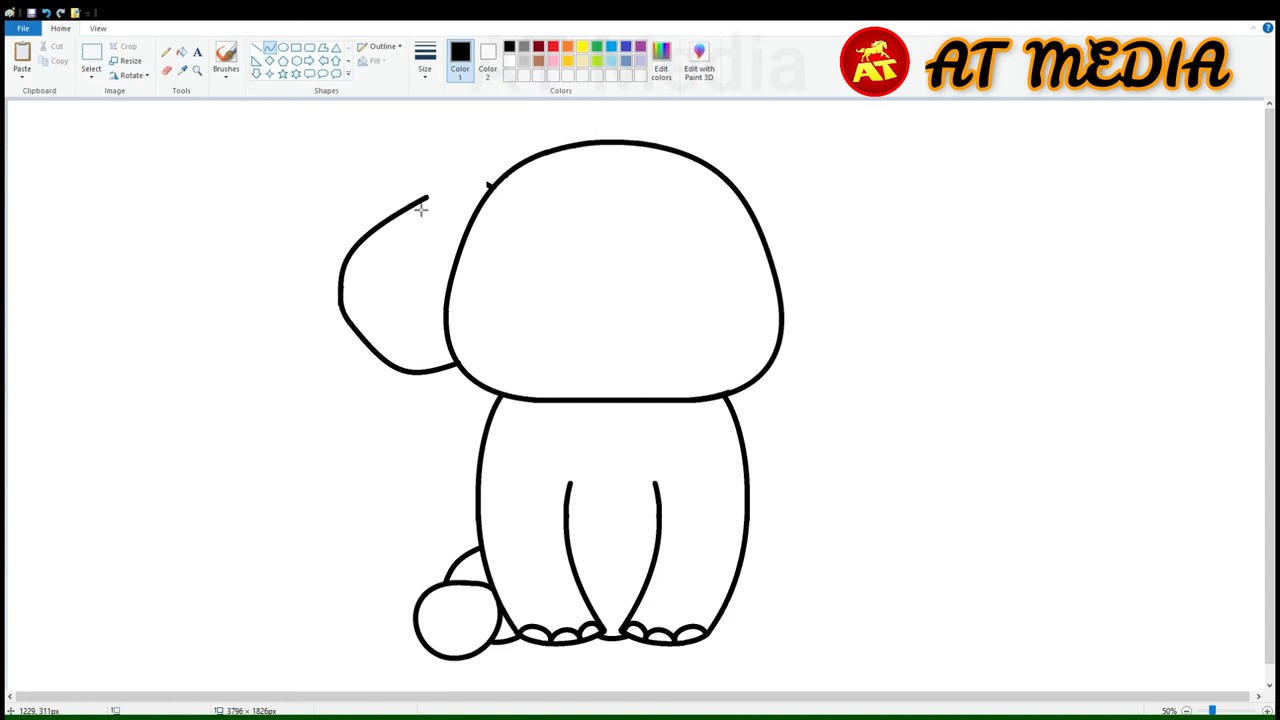 File Home View
Paste Cut Copy Clipboard
Select Crop Resize Rotate Image
Tools
Brushes
Outline Fill Shapes
Size
Color 1 Color 2
Edit colors
Edit with Paint 3D
Colors
AT AT MEDIA
1229, 311px 3796 × 1826px 50%